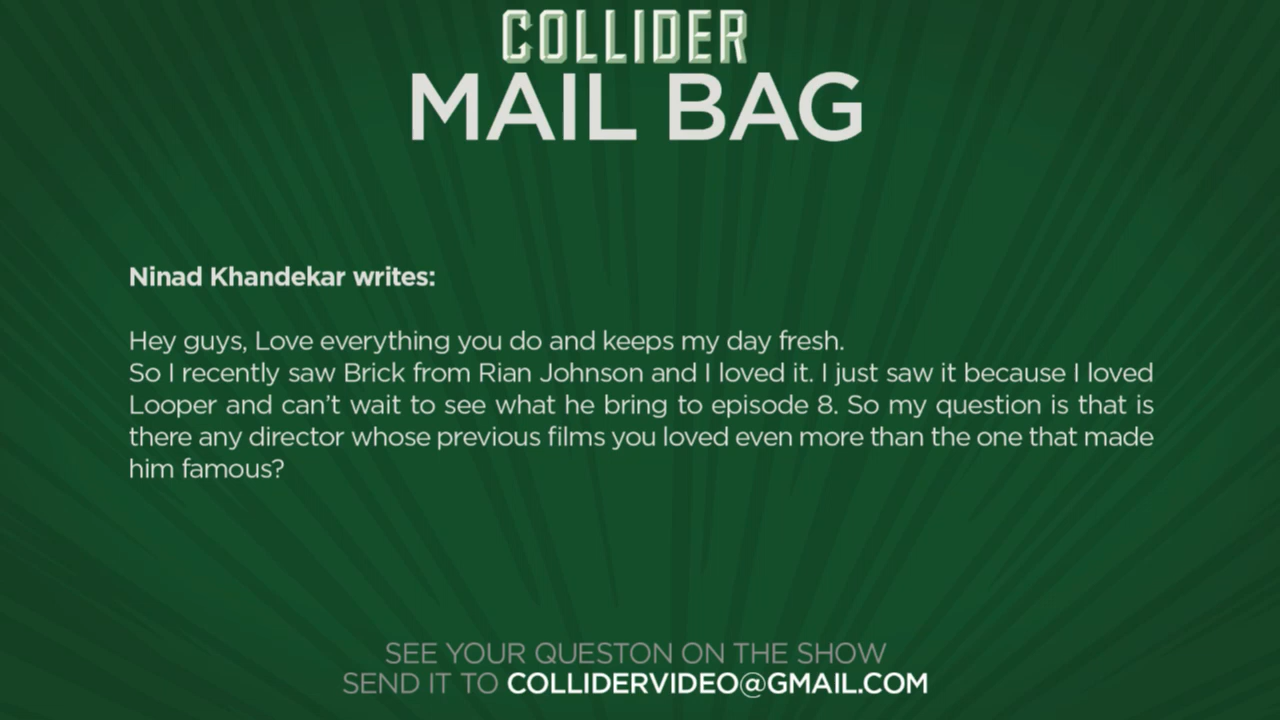 COLLIDER
MAIL BAG
Ninad Khandekar writes:
Hey guys, Love everything you do and keeps my day fresh.
So I recently saw Brick from Rian Johnson and I loved it. I just saw it because I loved
Looper and can't wait to see what he bring to episode 8. So my question is that is
there any director whose previous films you loved even more than the one that made
him famous?
SEE YOUR QUESTON ON THE SHOW
SEND IT TO COLLIDERVIDEO@GMAIL.COM